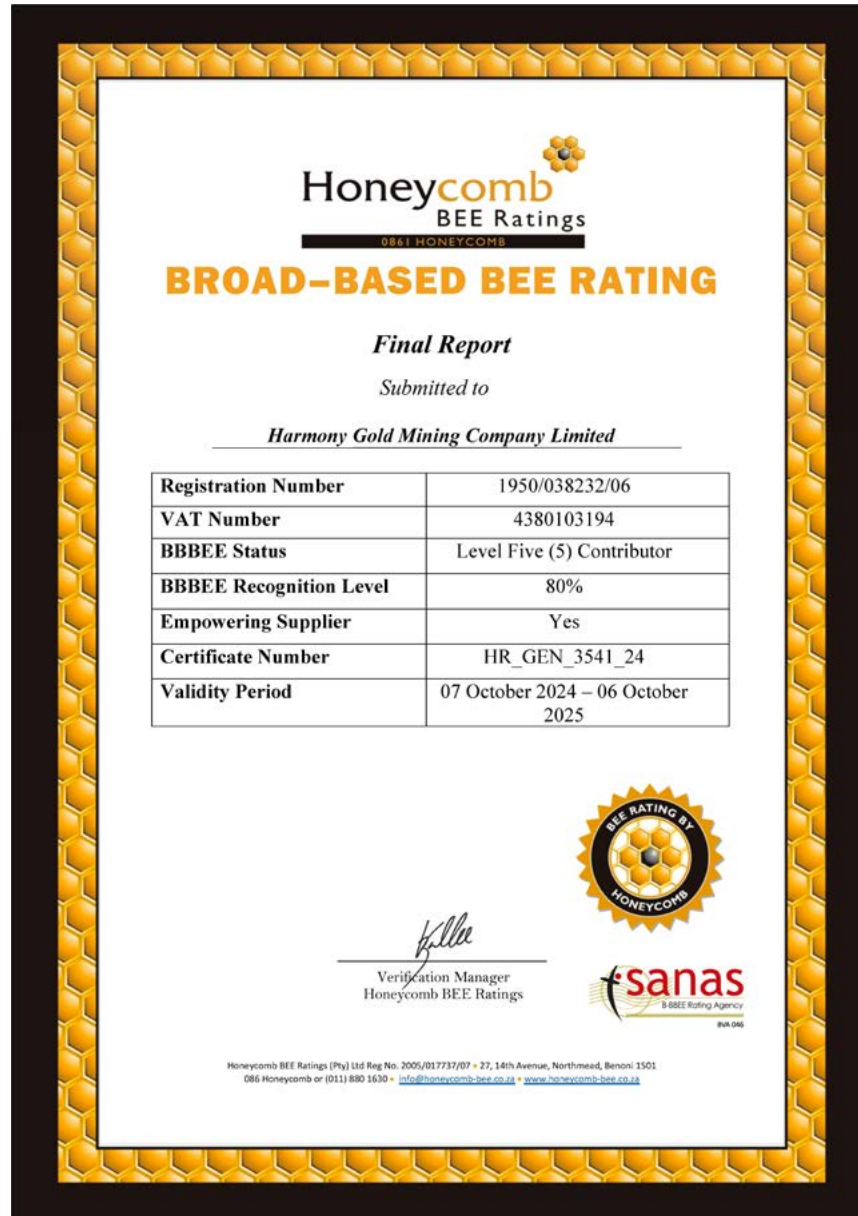 Honeycomb
BEE Ratings
0861 HONEYCOMB
BROAD-BASED BEE RATING
Final Report
Submitted to
Harmony Gold Mining Company Limited
Registration Number 1950/038232/06
VAT Number 4380103194
BBBEE Status Level Five (5) Contributor
BBBEE Recognition Level 80%
Empowering Supplier Yes
Certificate Number HR_GEN_3541_24
Validity Period 07 October 2024 – 06 October
2025
BEE RATING BY
HONEYCOMB
Verification Manager
Honeycomb BEE Ratings
sanas
B-BBEE Rating Agency
BVA 046
Honeycomb BEE Ratings (Pty) Ltd Reg No. 2005/017737/07 • 27, 14th Avenue, Northmead, Benoni 1501
086 Honeycomb or (011) 880 1630 • info@honeycomb-bee.co.za • www.honeycomb-bee.co.za